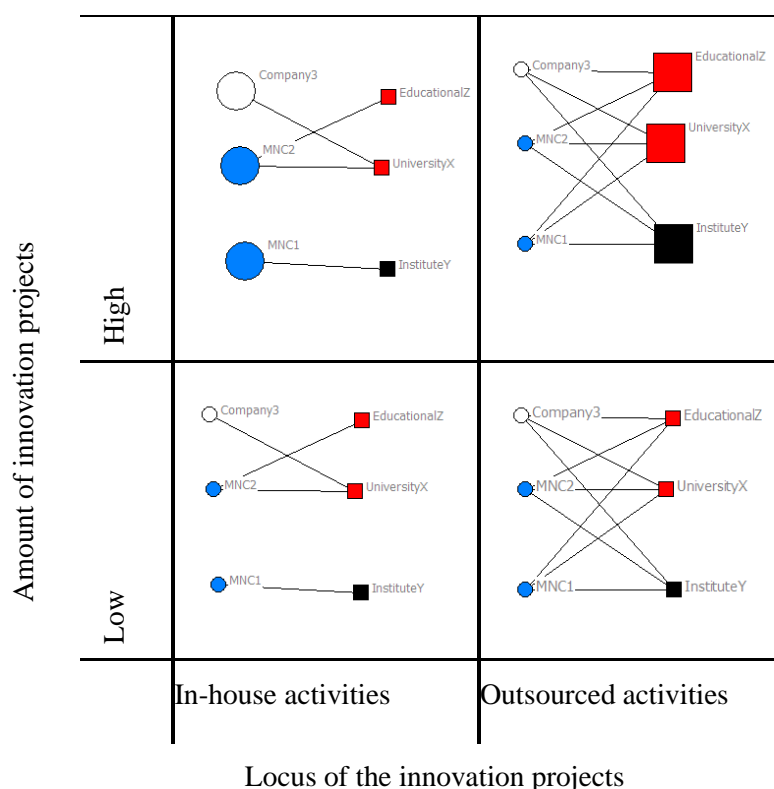 Amount of innovation projects
High
Company3
EducationalZ
MNC2
UniversityX
MNC1
InstituteY
Company3
EducationalZ
UniversityX
MNC2
InstituteY
MNC1
Low
Company3
EducationalZ
MNC2
UniversityX
MNC1
InstituteY
Company3
EducationalZ
MNC2
UniversityX
MNC1
InstituteY
In-house activities
Outsourced activities
Locus of the innovation projects